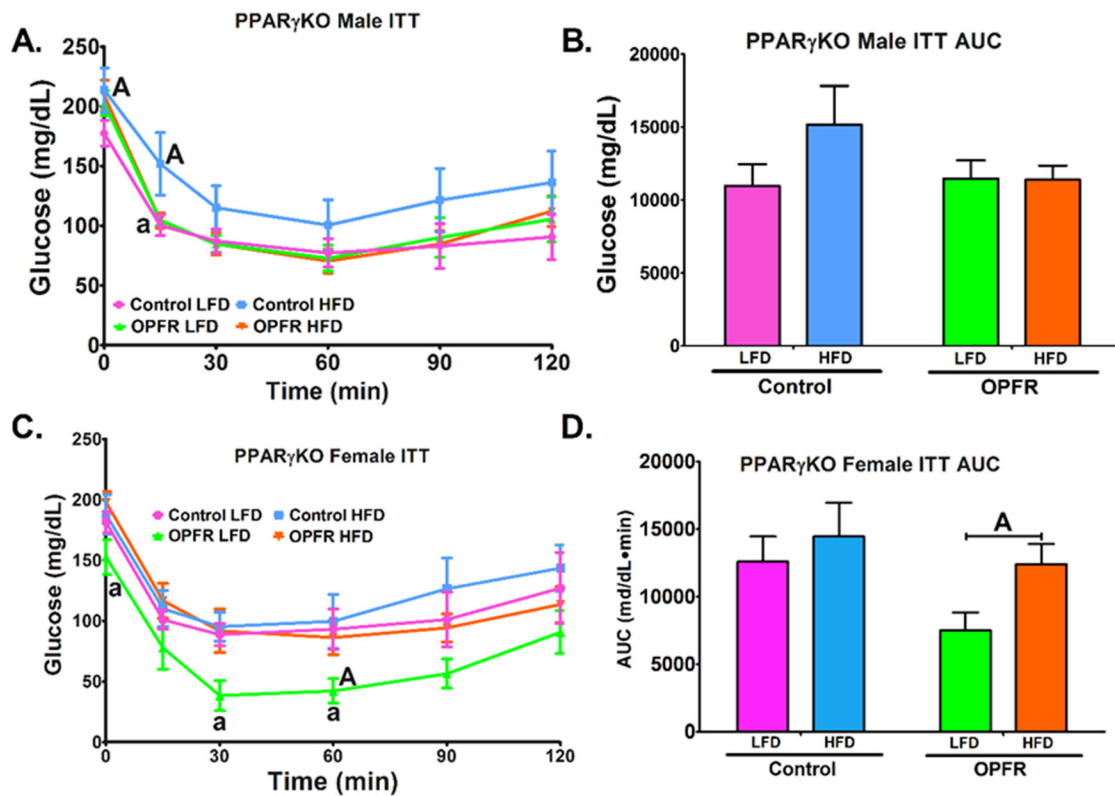 A.
PPARγKO Male ITT
Glucose (mg/dL)
250
200
150
100
50
0
A
A
a
Control LFD Control HFD
OPFR LFD OPFR HFD
0 30 60 90 120
Time (min)
B.
PPARγKO Male ITT AUC
Glucose (mg/dL)
20000
15000
10000
5000
0
LFD HFD LFD HFD
Control OPFR
C.
PPARγKO Female ITT
Glucose (mg/dL)
250
200
150
100
50
0
Control LFD Control HFD
OPFR LFD OPFR HFD
a
A
a
a
0 30 60 90 120
Time (min)
D.
PPARγKO Female ITT AUC
AUC (md/dL•min)
20000
15000
10000
5000
0
A
LFD HFD LFD HFD
Control OPFR